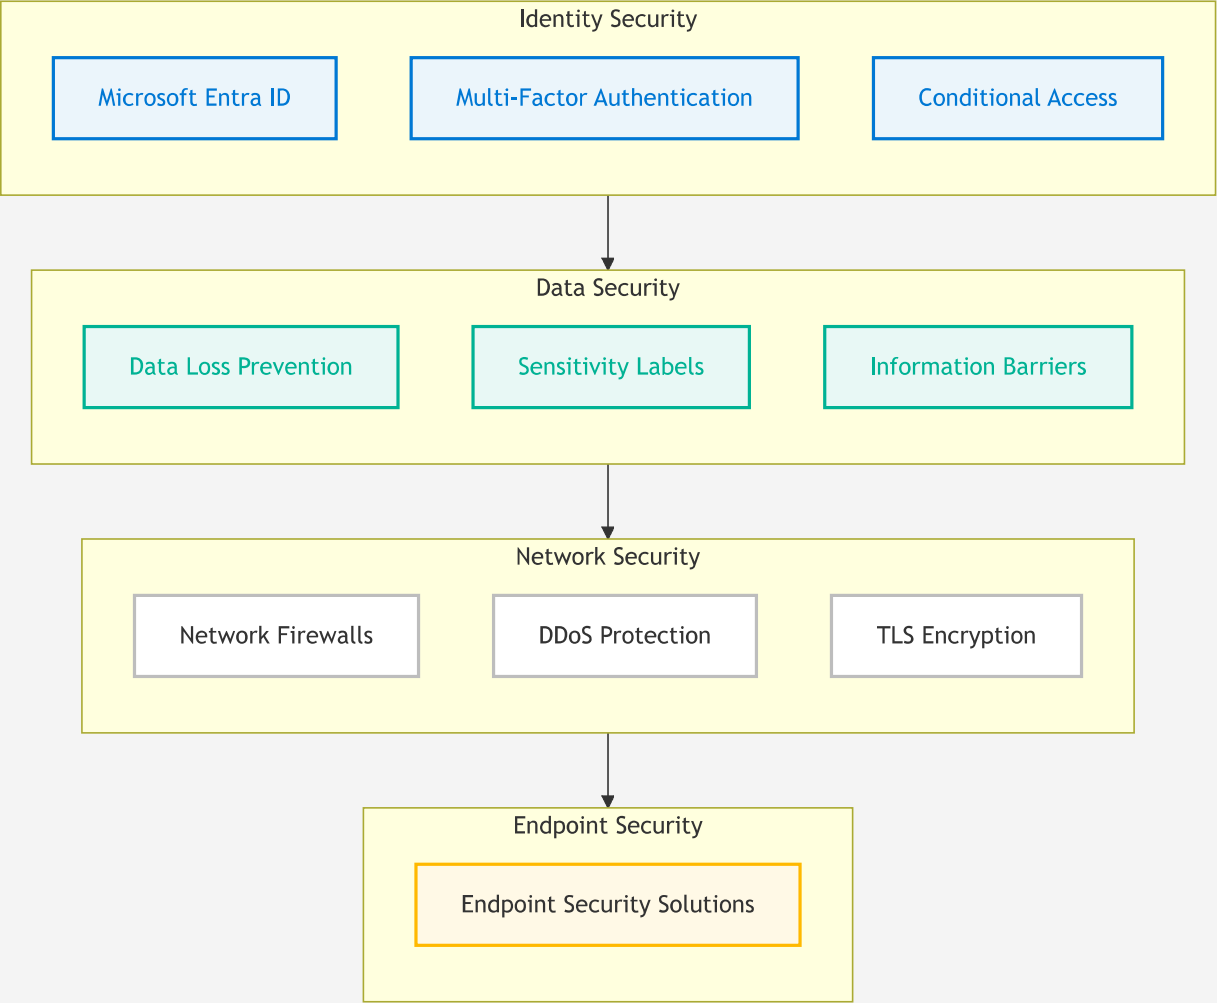 Identity Security
Microsoft Entra ID
Multi-Factor Authentication
Conditional Access
Data Security
Data Loss Prevention
Sensitivity Labels
Information Barriers
Network Security
Network Firewalls
DDoS Protection
TLS Encryption
Endpoint Security
Endpoint Security Solutions